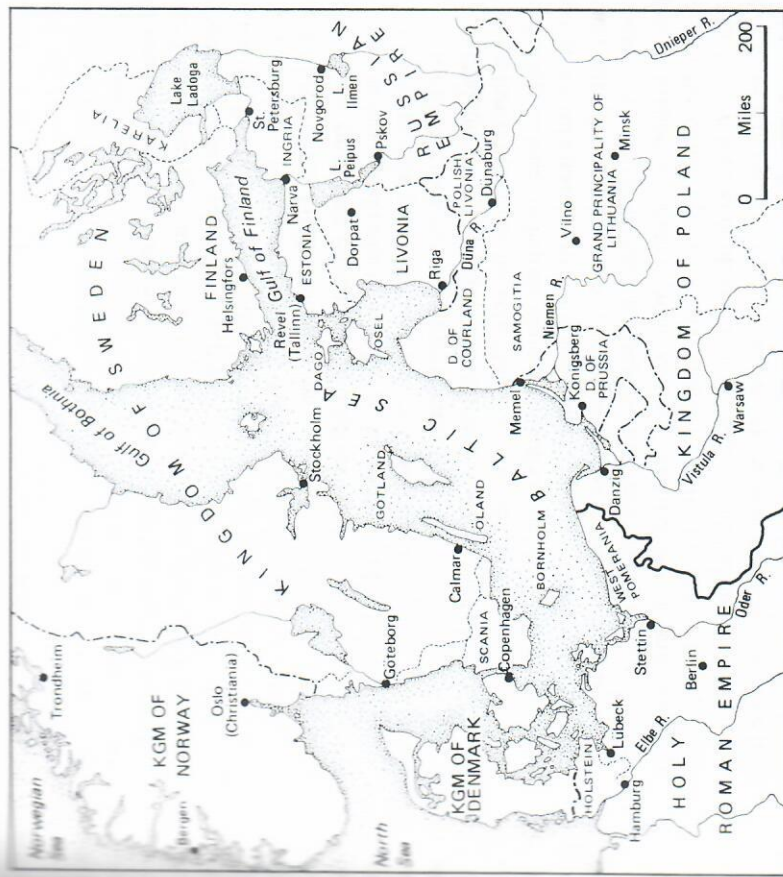 Norwegian
Sea
Trondheim
KGM OF
NORWAY
Bergen
Oslo
(Christiania)
North
Sea
KINGDOM OF SWEDEN
Gulf of Bothnia
FINLAND
Helsingfors
Gulf of Finland
KARELIA
Lake
Ladoga
St.
Petersburg
INGRIA
Narva
Novgorod
L.
Ilmen
L.
Peipus
Pskov
RUSSIAN
EMPIRE
Revel
(Tallinn)
ESTONIA
Dorpat
LIVONIA
DAGO
OSEL
Stockholm
BALTIC SEA
Göteborg
GOTLAND
OLAND
Calmar
Riga
Düna R.
POLISH
LIVONIA
Dünaburg
D. OF
COURLAND
SAMOGITIA
KGM OF
DENMARK
SCANIA
Copenhagen
BORNHOLM
Memel
Niemen R.
Vilno
GRAND PRINCIPALITY OF
LITHUANIA
Minsk
Dnieper R.
Konigsberg
D. OF
PRUSSIA
Danzig
HOLSTEIN
Lübeck
Hamburg
Elbe R.
WEST
POMERANIA
Stettin
Oder R.
Berlin
HOLY
ROMAN EMPIRE
KINGDOM OF POLAND
Vistula R.
Warsaw
0 200
Miles